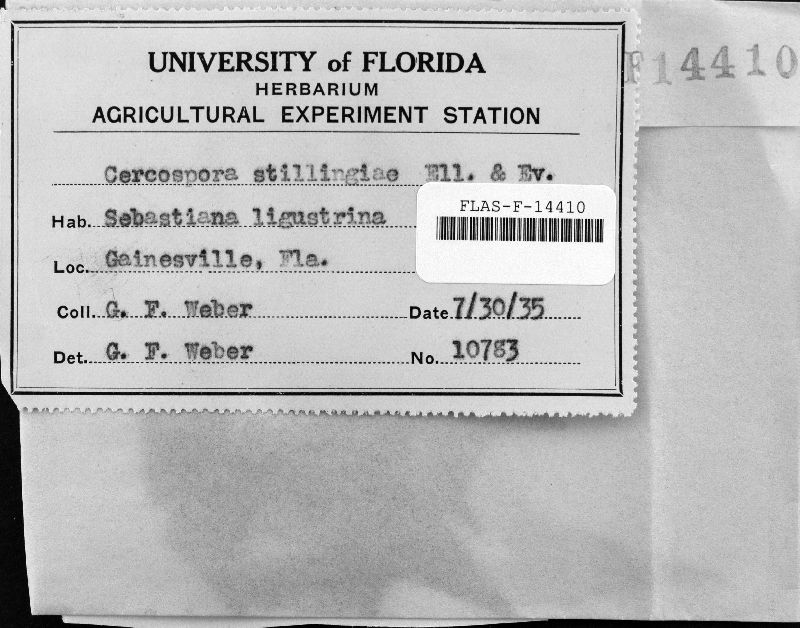 UNIVERSITY of FLORIDA
HERBARIUM
AGRICULTURAL EXPERIMENT STATION
F14410
Cercospora stillingiae Ell. & Ev.
Hab. Sebastiana ligustrina
FLAS-F-14410
Loc. Gainesville, Fla.
Coll. G. F. Weber Date 7/30/35
Det. G. F. Weber No. 10783